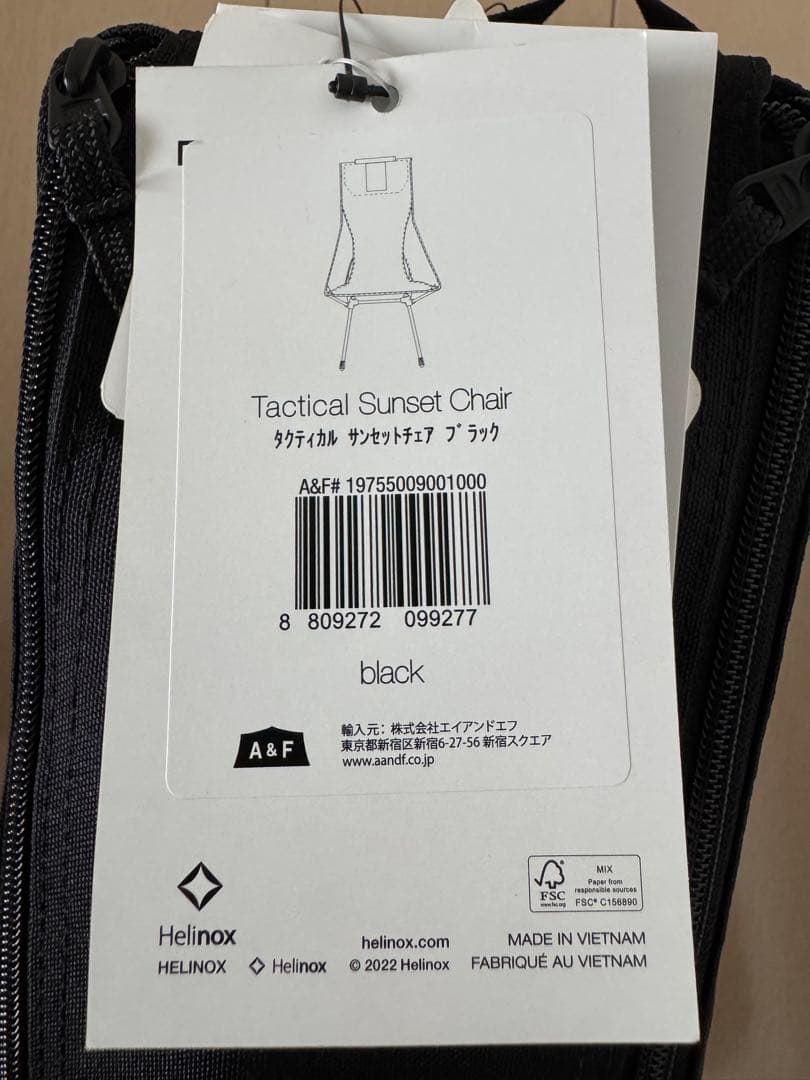 Tactical Sunset Chair
タクティカル サンセットチェア ブラック
A&F# 19755009001000
8 809272 099277
black
A & F
輸入元: 株式会社エイアンドエフ
東京都新宿区新宿6-27-56 新宿スクエア
www.aandf.co.jp
MIX
Paper from
responsible sources
FSC® C156890
FSC
www.fsc.org
Helinox
helinox.com
MADE IN VIETNAM
HELINOX Helinox © 2022 Helinox FABRIQUÉ AU VIETNAM